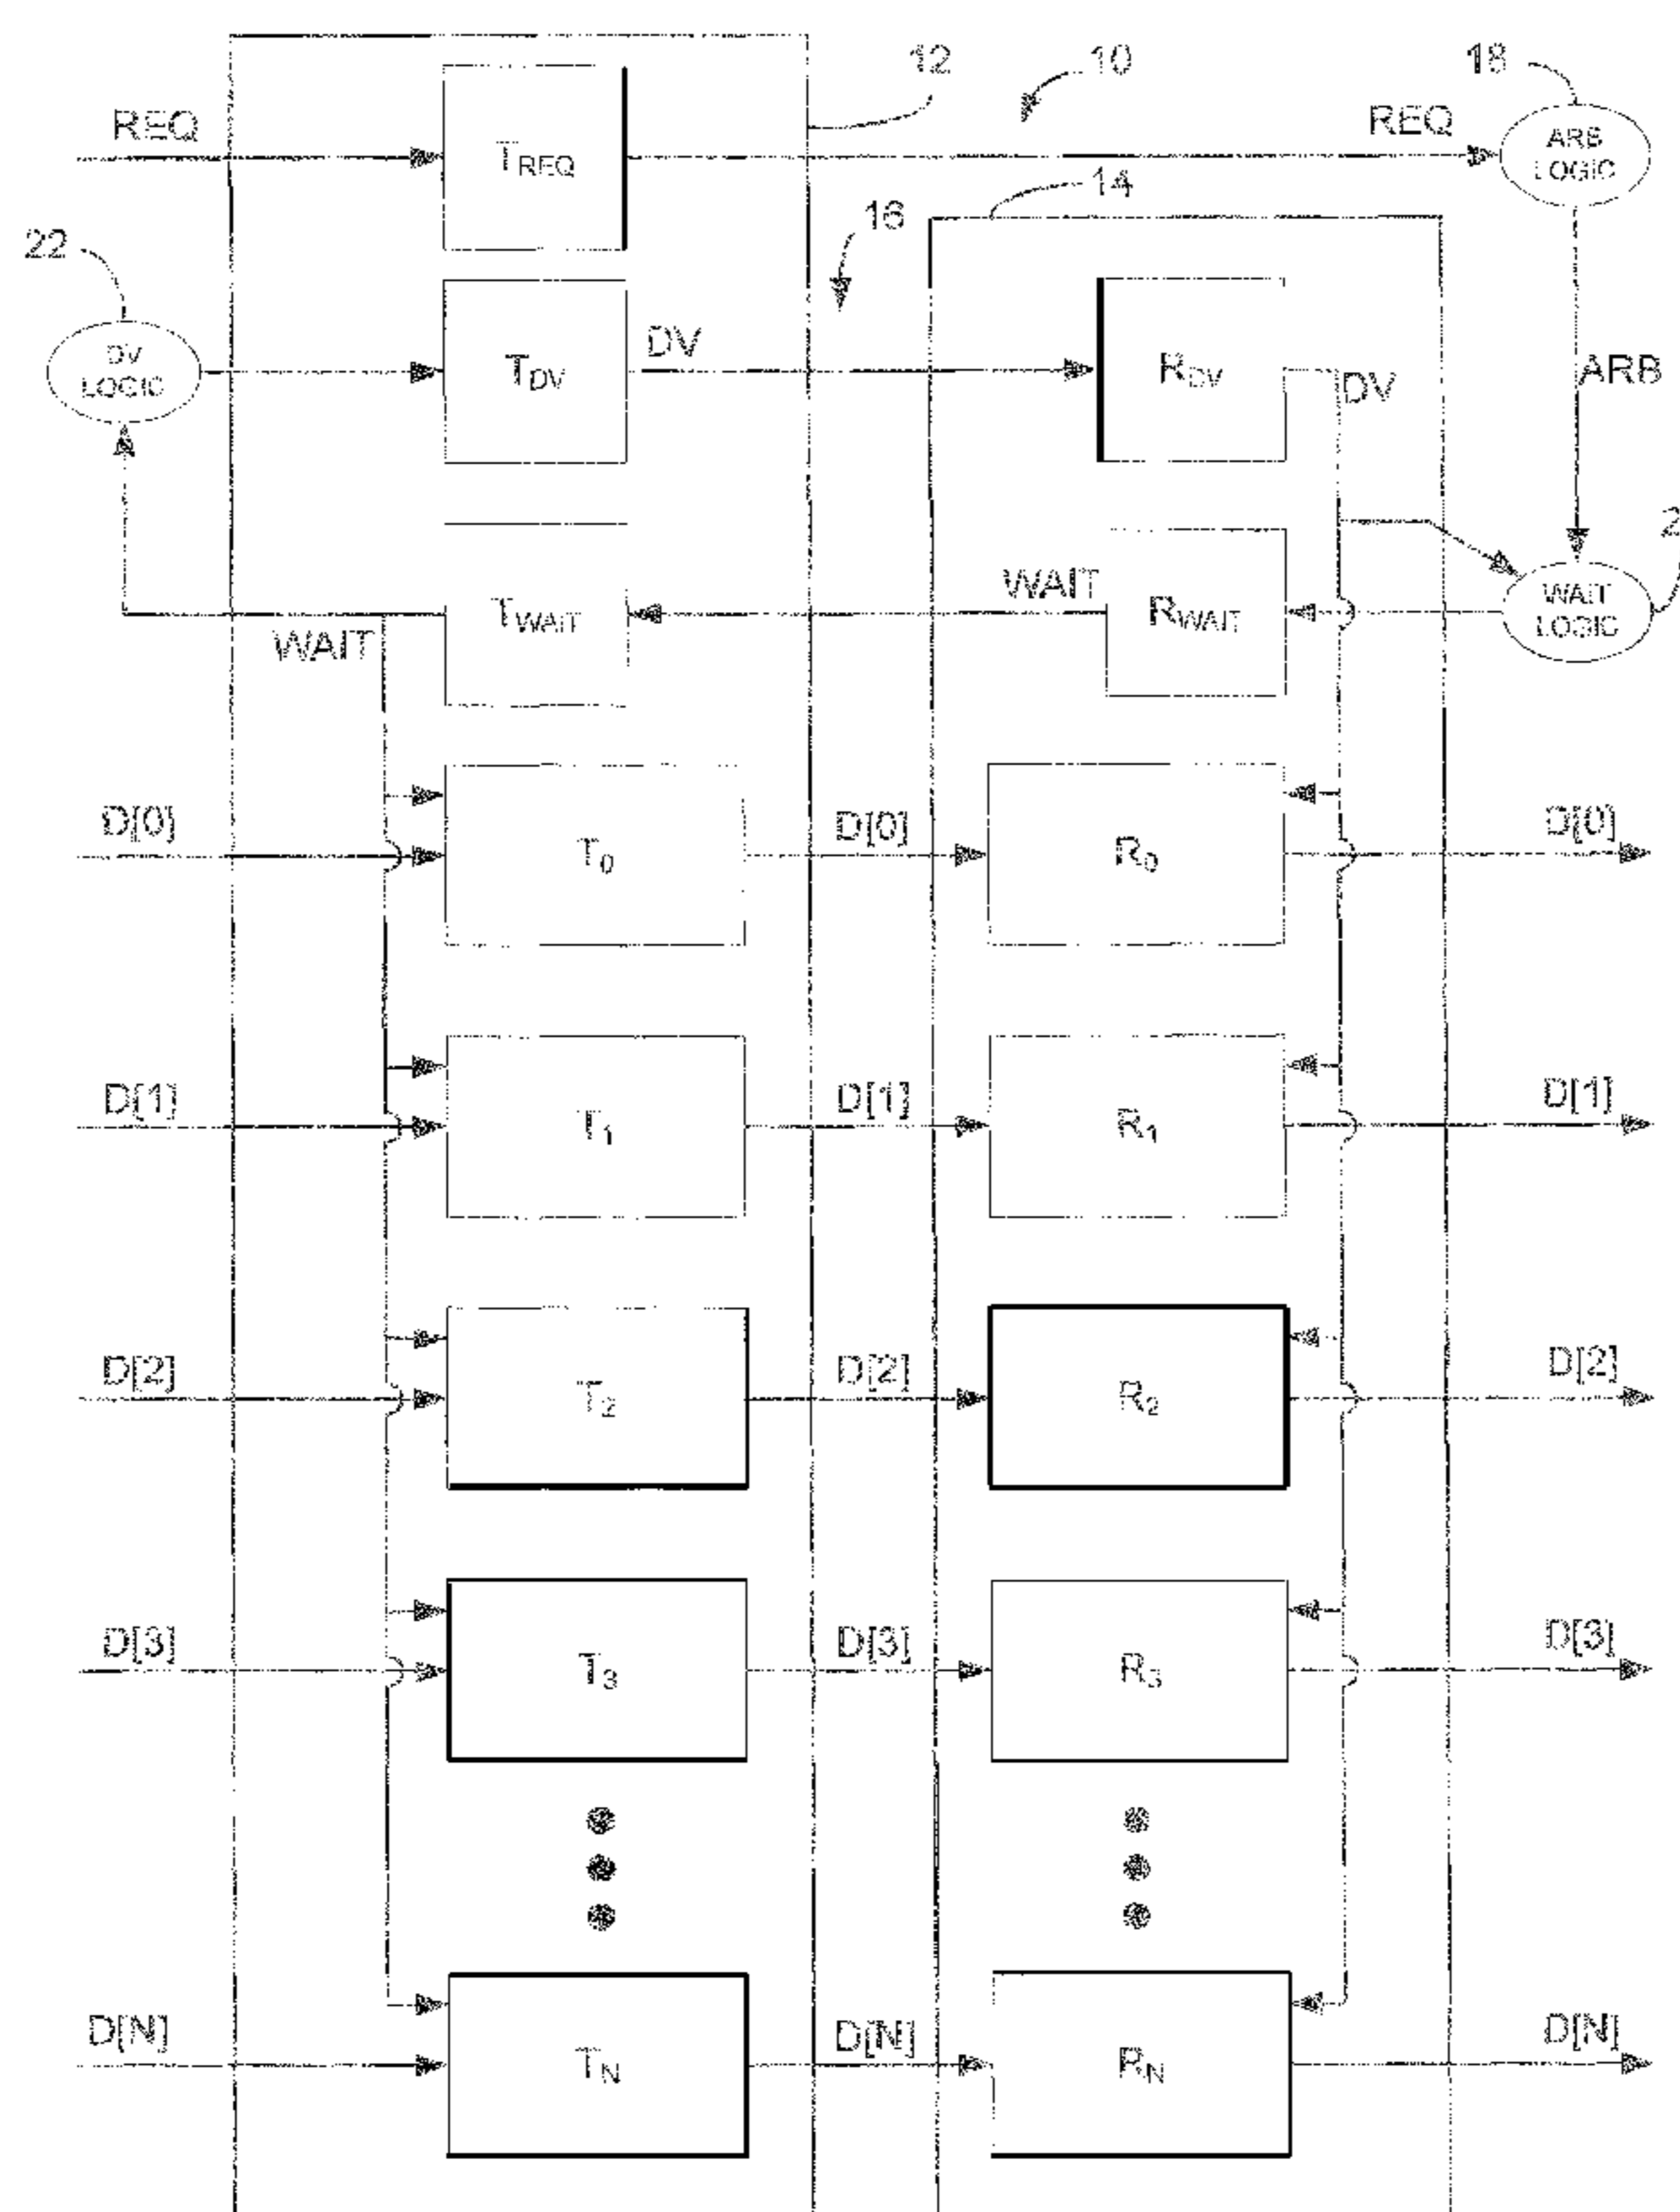 12
10
18
REQ
T_REQ
REQ
ARB
LOGIC
14
16
22
DV
LOGIC
T_DV
DV
R_DV
DV
ARB
WAIT
T_WAIT
WAIT
R_WAIT
WAIT
LOGIC
D[0]
T_0
D[0]
R_0
D[0]
D[1]
T_1
D[1]
R_1
D[1]
D[2]
T_2
D[2]
R_2
D[2]
D[3]
T_3
D[3]
R_3
D[3]
D[N]
T_N
D[N]
R_N
D[N]